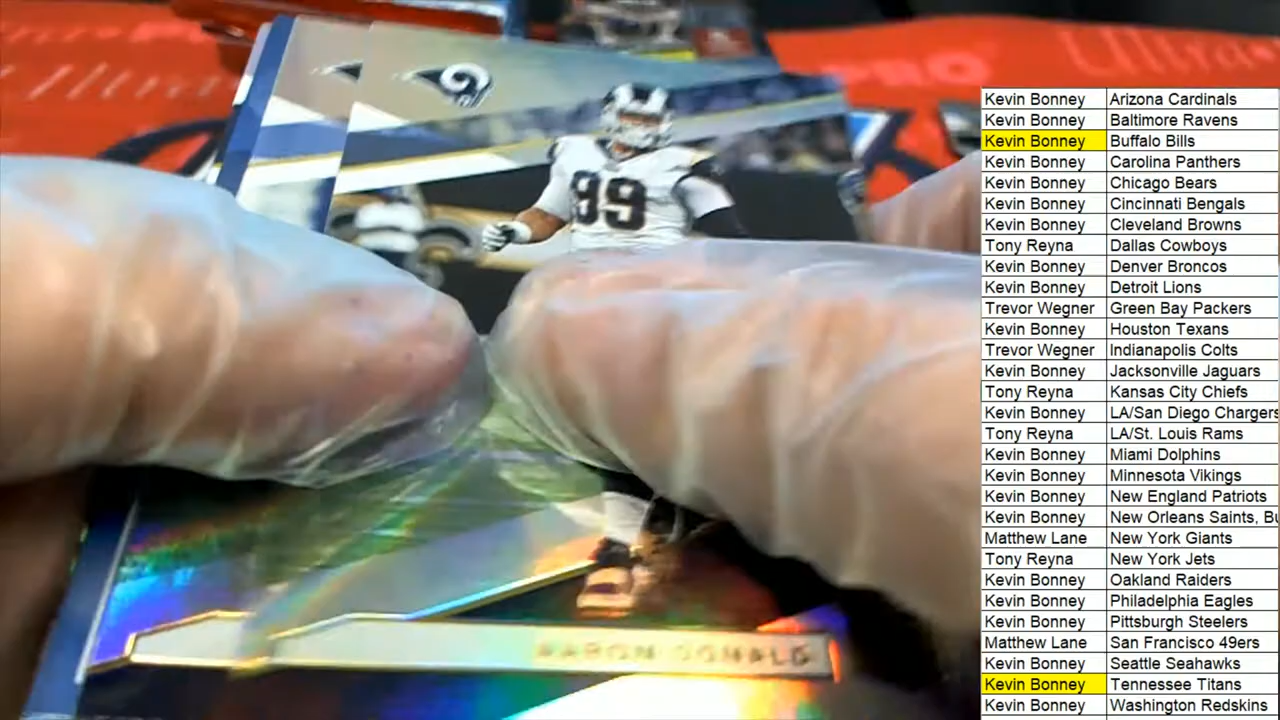 Ultra
PRO
Ultra
99
AARON DONALD
Kevin Bonney Arizona Cardinals
Kevin Bonney Baltimore Ravens
Kevin Bonney Buffalo Bills
Kevin Bonney Carolina Panthers
Kevin Bonney Chicago Bears
Kevin Bonney Cincinnati Bengals
Kevin Bonney Cleveland Browns
Tony Reyna Dallas Cowboys
Kevin Bonney Denver Broncos
Kevin Bonney Detroit Lions
Trevor Wegner Green Bay Packers
Kevin Bonney Houston Texans
Trevor Wegner Indianapolis Colts
Kevin Bonney Jacksonville Jaguars
Tony Reyna Kansas City Chiefs
Kevin Bonney LA/San Diego Chargers
Tony Reyna LA/St. Louis Rams
Kevin Bonney Miami Dolphins
Kevin Bonney Minnesota Vikings
Kevin Bonney New England Patriots
Kevin Bonney New Orleans Saints,
Matthew Lane New York Giants
Tony Reyna New York Jets
Kevin Bonney Oakland Raiders
Kevin Bonney Philadelphia Eagles
Kevin Bonney Pittsburgh Steelers
Matthew Lane San Francisco 49ers
Kevin Bonney Seattle Seahawks
Kevin Bonney Tennessee Titans
Kevin Bonney Washington Redskins